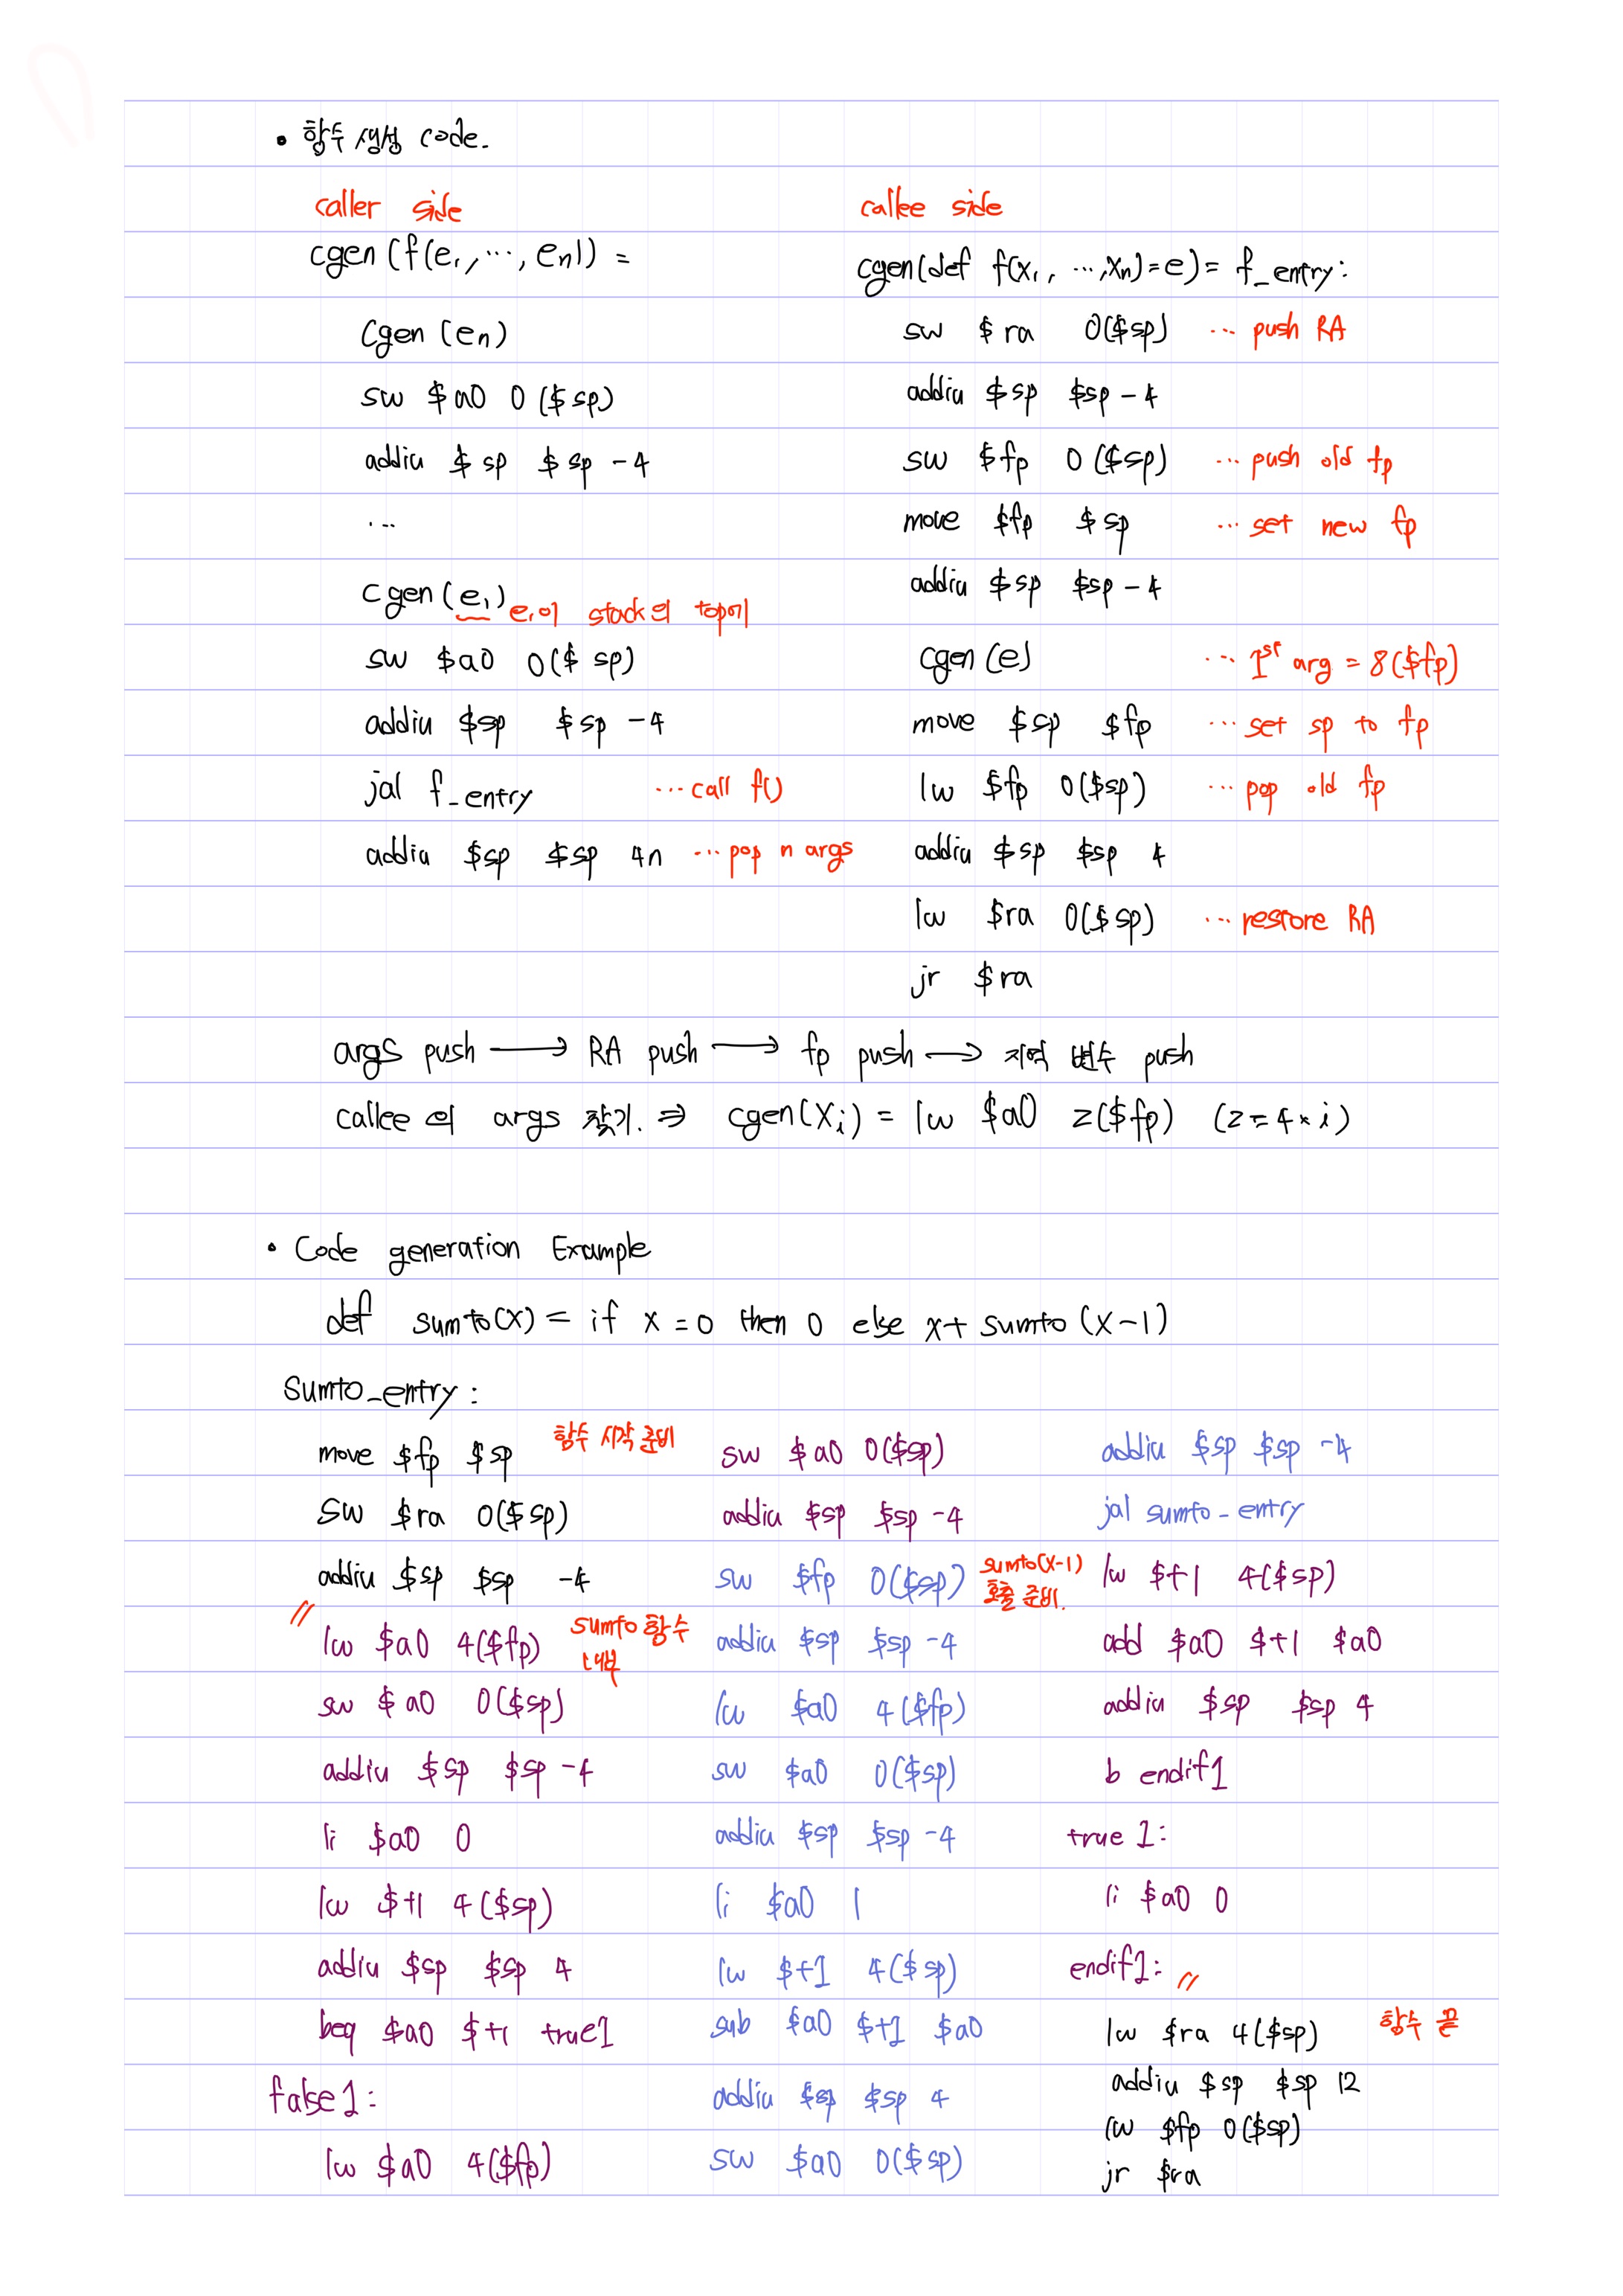 • 함수 생성 code.
caller side
cgen (f(e₁, ..., eₙ)) =
cgen (eₙ)
sw $a0 0($sp)
addiu $sp $sp -4
...
cgen (e₁) e₁이 stack의 top에
sw $a0 0($sp)
addiu $sp $sp -4
jal f_entry ... call f()
addiu $sp $sp 4n ... pop n args
callee side
cgen(def f(x₁, ..., xₙ)=e) = f_entry:
sw $ra 0($sp) ... push RA
addiu $sp $sp -4
sw $fp 0($sp) ... push old fp
move $fp $sp ... set new fp
addiu $sp $sp -4
cgen(e) ... 1st arg = 8($fp)
move $sp $fp ... set sp to fp
lw $fp 0($sp) ... pop old fp
addiu $sp $sp 4
lw $ra 0($sp) ... restore RA
jr $ra
args push → RA push → fp push → 지역 변수 push
callee의 args 찾기. ⇒ cgen(xᵢ) = lw $a0 z($fp) (z=4*i)
• Code generation Example
def sumto(x) = if x=0 then 0 else x+ sumto (x-1)
Sumto_entry:
move $fp $sp 함수 시작 준비
sw $ra 0($sp)
addiu $sp $sp -4
// lw $a0 4($fp) sumto 함수 내부
sw $a0 0($sp)
addiu $sp $sp -4
li $a0 0
lw $t1 4($sp)
addiu $sp $sp 4
beq $a0 $t1 true1
false1:
lw $a0 4($fp)
sw $a0 0($sp)
addiu $sp $sp -4
sw $fp 0($sp) sumto(x-1) 호출 준비.
addiu $sp $sp -4
lw $a0 4($fp)
sw $a0 0($sp)
addiu $sp $sp -4
li $a0 1
lw $t1 4($sp)
sub $a0 $t1 $a0
addiu $sp $sp 4
sw $a0 0($sp)
addiu $sp $sp -4
jal sumto_entry
lw $t1 4($sp)
add $a0 $t1 $a0
addiu $sp $sp 4
b endif1
true1:
li $a0 0
endif1: //
lw $ra 4($sp) 함수 끝
addiu $sp $sp 12
lw $fp 0($sp)
jr $ra